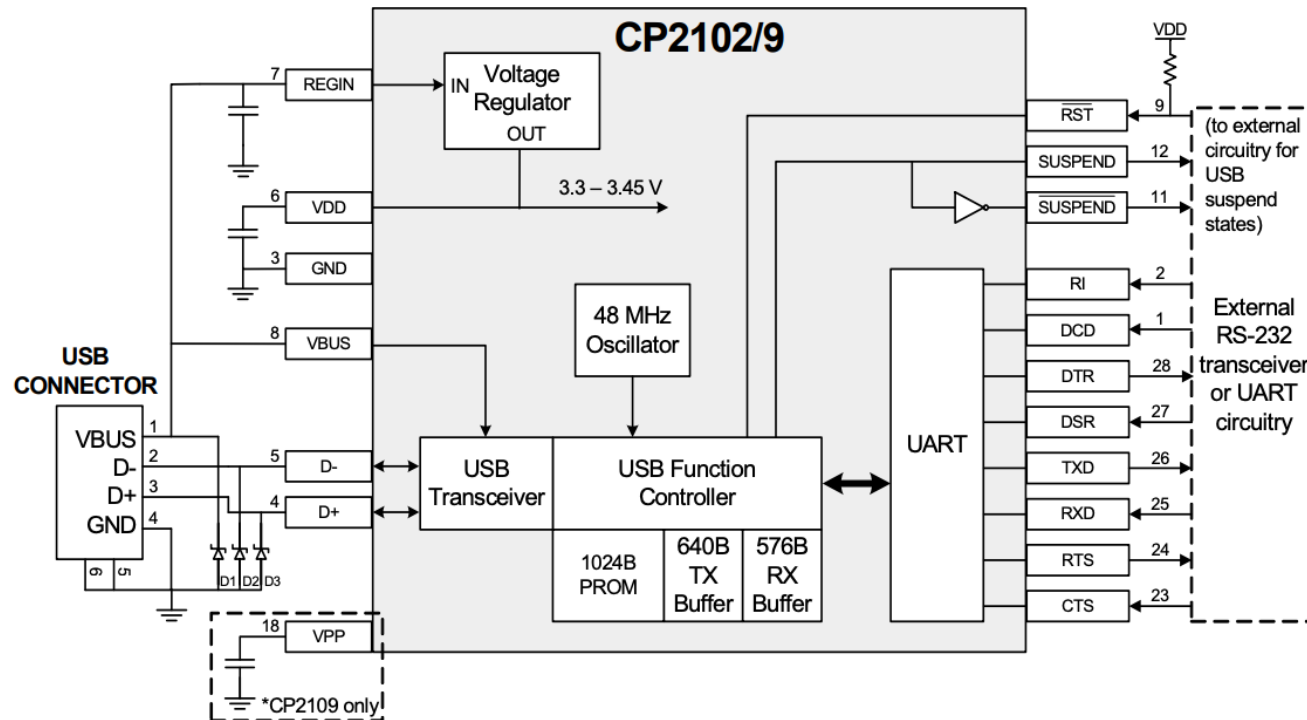 CP2102/9
VDD
7
REGIN
IN
Voltage
Regulator
OUT
9
RST
(to external
circuitry for
USB
suspend
states)
12
SUSPEND
11
SUSPEND
6
VDD
3.3 – 3.45 V
3
GND
8
VBUS
48 MHz
Oscillator
2
RI
1
DCD
28
DTR
27
DSR
26
TXD
25
RXD
24
RTS
23
CTS
External
RS-232
transceiver
or UART
circuitry
UART
USB
CONNECTOR
VBUS
1
D-
2
D+
3
GND
4
6
5
D1
D2
D3
5
D-
4
D+
USB
Transceiver
USB Function
Controller
1024B
PROM
640B
TX
Buffer
576B
RX
Buffer
18
VPP
*CP2109 only